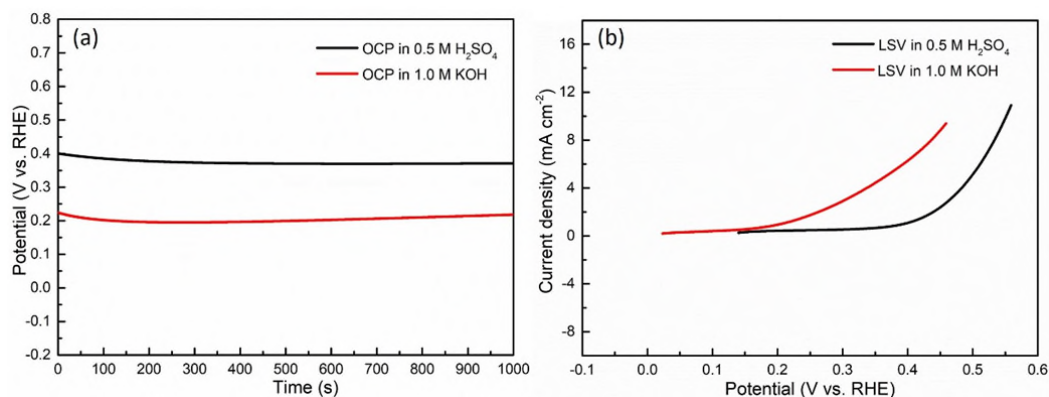 (a)
OCP in 0.5 M H₂SO₄
OCP in 1.0 M KOH
0.8
0.7
0.6
0.5
0.4
0.3
0.2
0.1
0.0
-0.1
-0.2
Potential (V vs. RHE)
0 100 200 300 400 500 600 700 800 900 1000
Time (s)
(b)
LSV in 0.5 M H₂SO₄
LSV in 1.0 M KOH
16
12
8
4
0
-4
-8
Current density (mA cm⁻²)
-0.1 0.0 0.1 0.2 0.3 0.4 0.5 0.6
Potential (V vs. RHE)